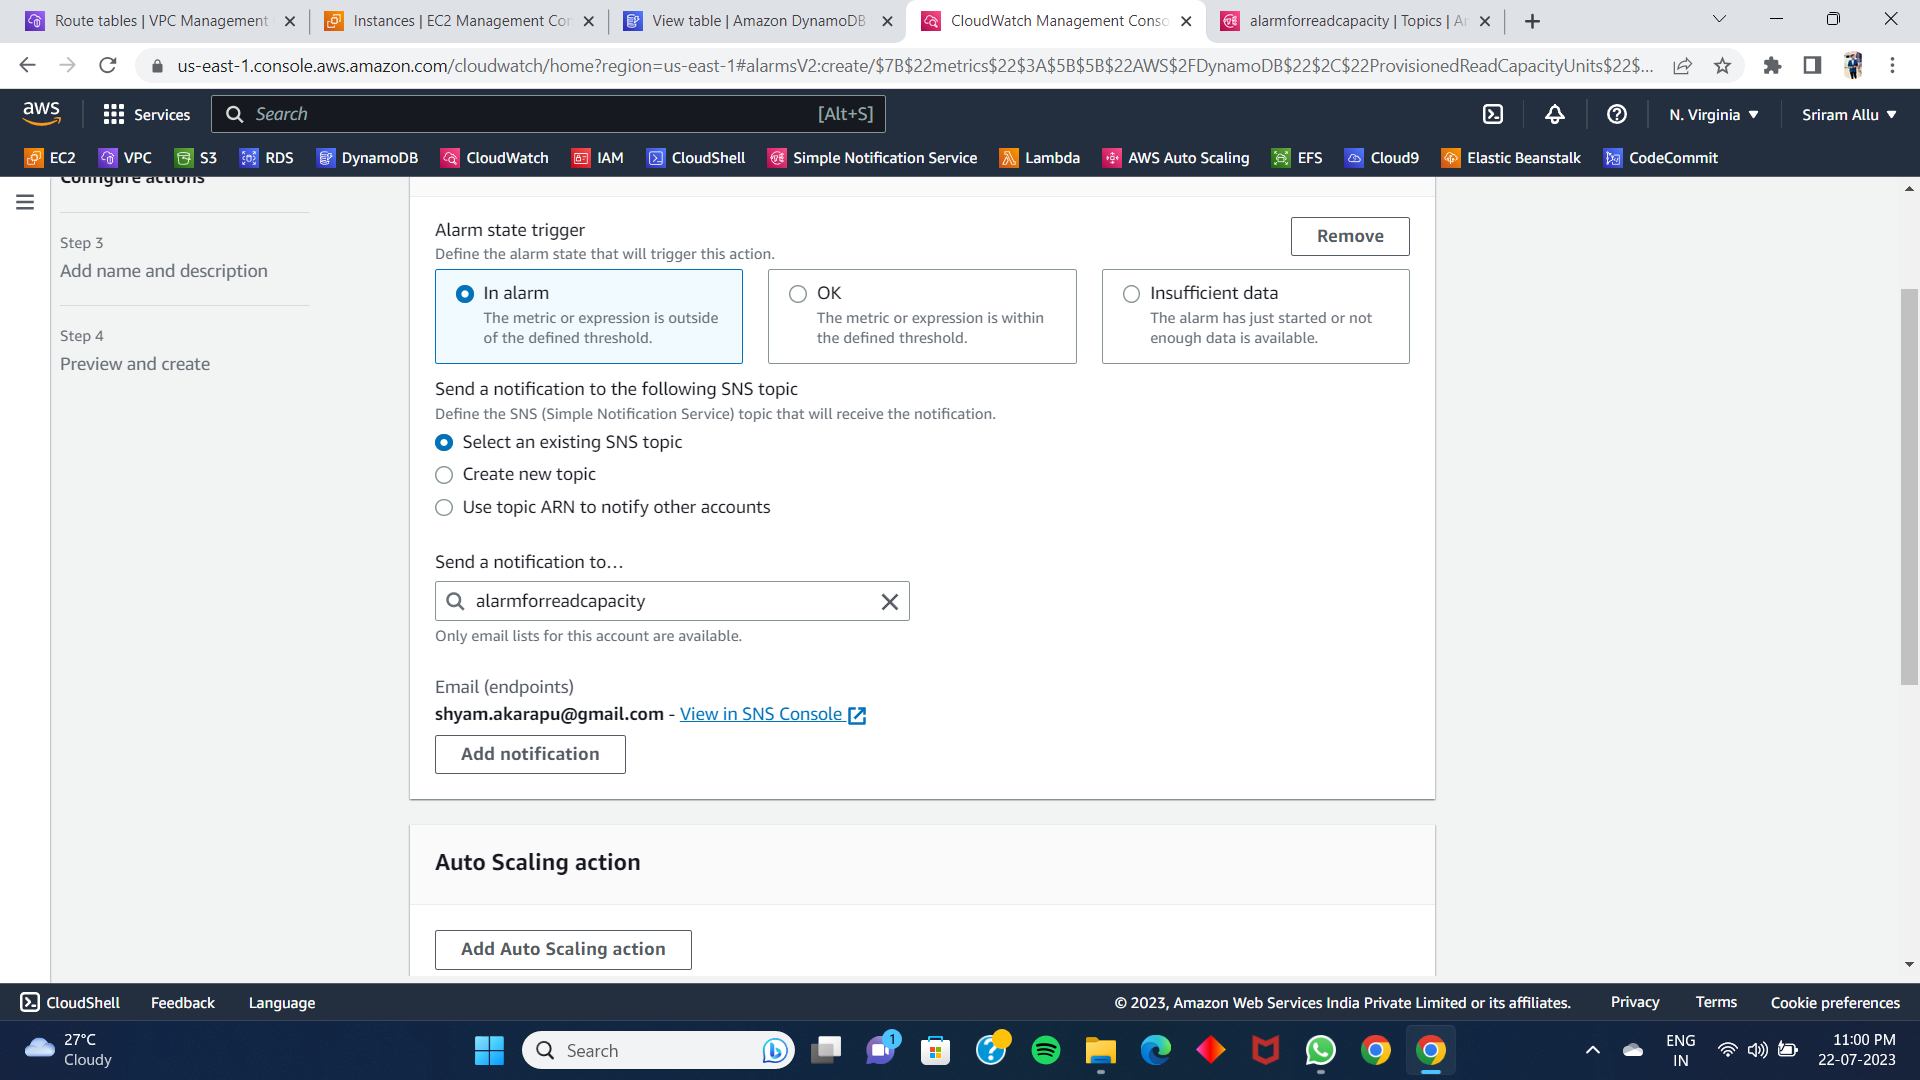 Route tables | VPC Management
Instances | EC2 Management Con
View table | Amazon DynamoDB
CloudWatch Management Conso
alarmforreadcapacity | Topics | A
us-east-1.console.aws.amazon.com/cloudwatch/home?region=us-east-1#alarmsV2:create/$7B$22metrics$22$3A$5B$5B$22AWS$2FDynamoDB$22$2C$22ProvisionedReadCapacityUnits$22$...
aws
Services
Search
[Alt+S]
N. Virginia
Sriram Allu
EC2
VPC
S3
RDS
DynamoDB
CloudWatch
IAM
CloudShell
Simple Notification Service
Lambda
AWS Auto Scaling
EFS
Cloud9
Elastic Beanstalk
CodeCommit
Configure actions
Step 3
Add name and description
Step 4
Preview and create
Alarm state trigger
Define the alarm state that will trigger this action.
Remove
In alarm
The metric or expression is outside
of the defined threshold.
OK
The metric or expression is within
the defined threshold.
Insufficient data
The alarm has just started or not
enough data is available.
Send a notification to the following SNS topic
Define the SNS (Simple Notification Service) topic that will receive the notification.
Select an existing SNS topic
Create new topic
Use topic ARN to notify other accounts
Send a notification to…
alarmforreadcapacity
Only email lists for this account are available.
Email (endpoints)
shyam.akarapu@gmail.com - View in SNS Console
Add notification
Auto Scaling action
Add Auto Scaling action
CloudShell
Feedback
Language
© 2023, Amazon Web Services India Private Limited or its affiliates.
Privacy
Terms
Cookie preferences
27°C
Cloudy
Search
1
ENG
IN
11:00 PM
22-07-2023